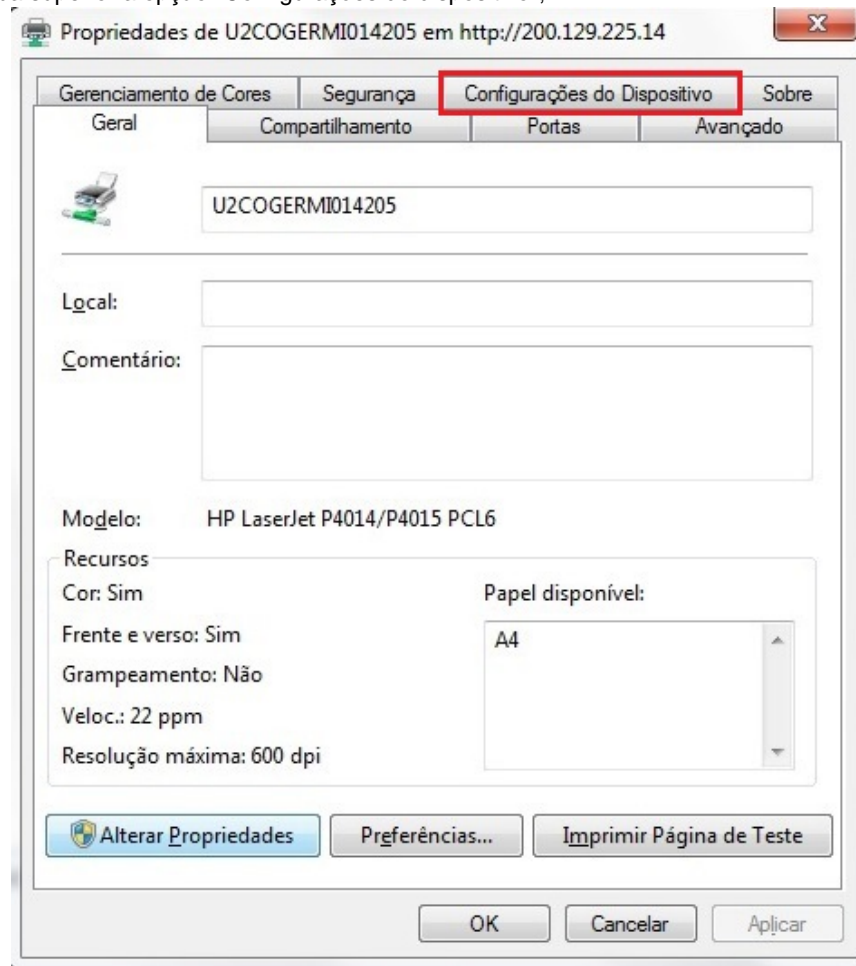 Propriedades de U2COGERMI014205 em http://200.129.225.14
Gerenciamento de Cores Segurança Configurações do Dispositivo Sobre
Geral Compartilhamento Portas Avançado
U2COGERMI014205
Local:
Comentário:
Modelo: HP LaserJet P4014/P4015 PCL6
Recursos
Cor: Sim Papel disponível:
Frente e verso: Sim A4
Grampeamento: Não
Veloc.: 22 ppm
Resolução máxima: 600 dpi
Alterar Propriedades Preferências... Imprimir Página de Teste
OK Cancelar Aplicar